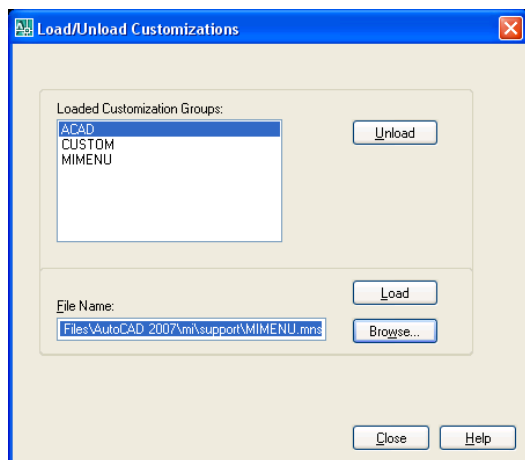 Load/Unload Customizations
Loaded Customization Groups:
ACAD
CUSTOM
MIMENU
Unload
Load
File Name:
Files\AutoCAD 2007\mi\support\MIMENU.mns
Browse...
Close
Help